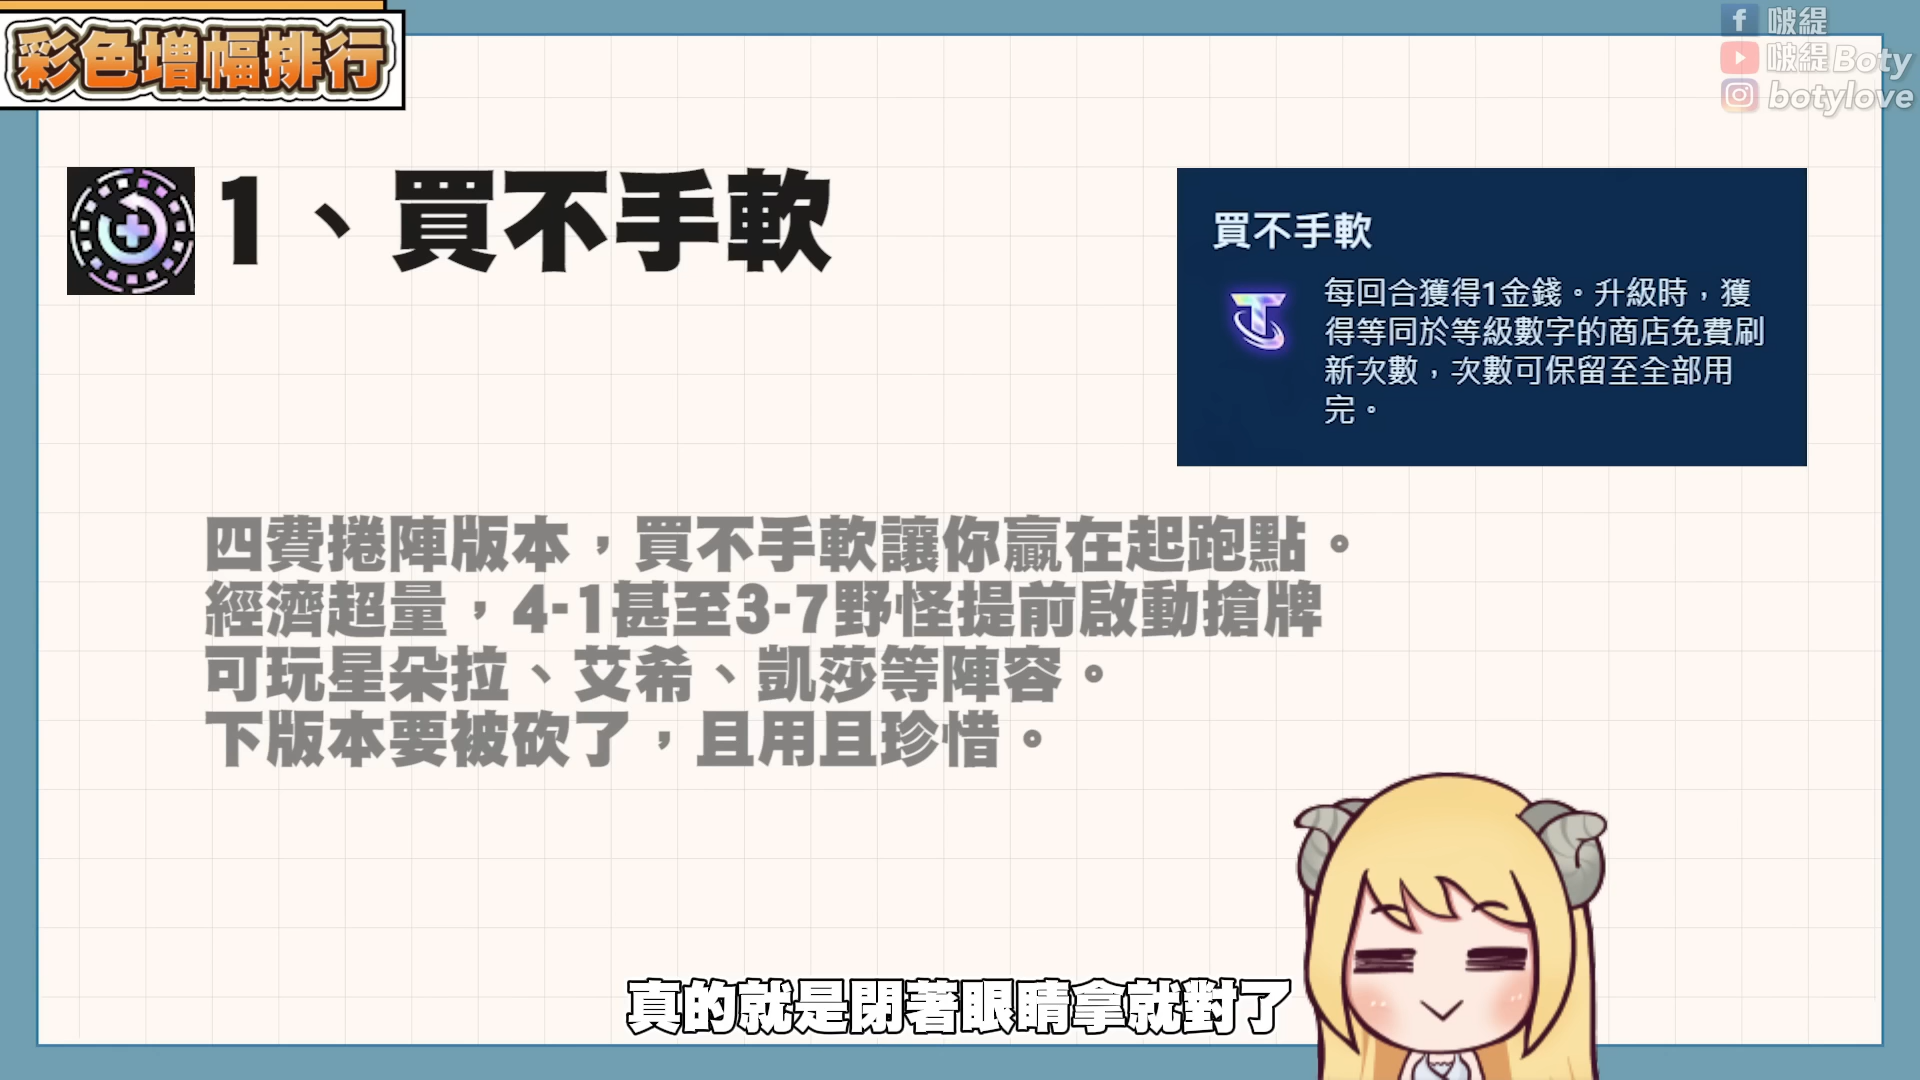 彩色增幅排行
啵緹
啵緹Boty
botylove
1、買不手軟
買不手軟
每回合獲得1金錢。升級時，獲
得等同於等級數字的商店免費刷
新次數，次數可保留至全部用
完。
四費捲陣版本，買不手軟讓你贏在起跑點。
經濟超量，4-1甚至3-7野怪提前啟動搶牌
可玩星朵拉、艾希、凱莎等陣容。
下版本要被砍了，且用且珍惜。
真的就是閉著眼睛拿就對了